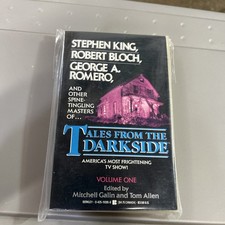 STEPHEN KING,
ROBERT BLOCH,
GEORGE A.
ROMERO,
AND
OTHER
SPINE-
TINGLING
MASTERS
OF...
TALES FROM THE
DARKSIDE
AMERICA'S MOST FRIGHTENING
TV SHOW!
VOLUME ONE
Edited by
Mitchell Galin and Tom Allen